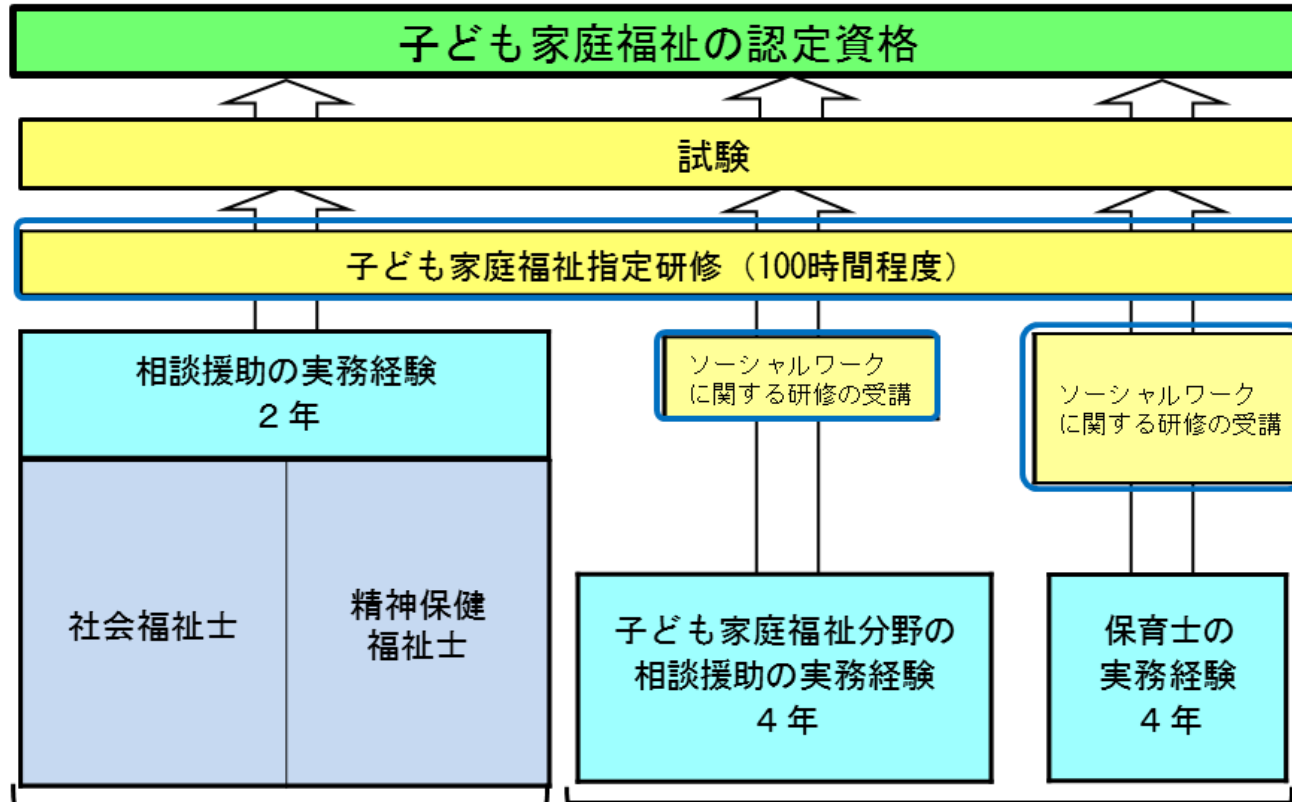 子ども家庭福祉の認定資格
試験
子ども家庭福祉指定研修（100時間程度）
相談援助の実務経験
２年
社会福祉士
精神保健
福祉士
ソーシャルワーク
に関する研修の受講
子ども家庭福祉分野の
相談援助の実務経験
４年
ソーシャルワーク
に関する研修の受講
保育士の
実務経験
４年